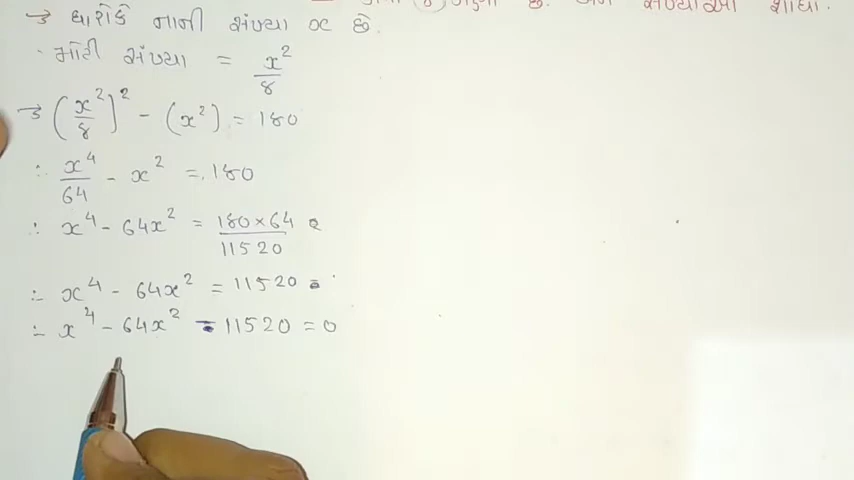 છે. સંખ્યાઓ શોધો.
→ ધારોકે નાની સંખ્યા x છે.
· મોટી સંખ્યા = x²/8
→ (x²/8)² - (x²) = 180
∴ x⁴/64 - x² = 180
∴ x⁴ - 64x² = 180×64
11520
∴ x⁴ - 64x² = 11520
∴ x⁴ - 64x² - 11520 = 0